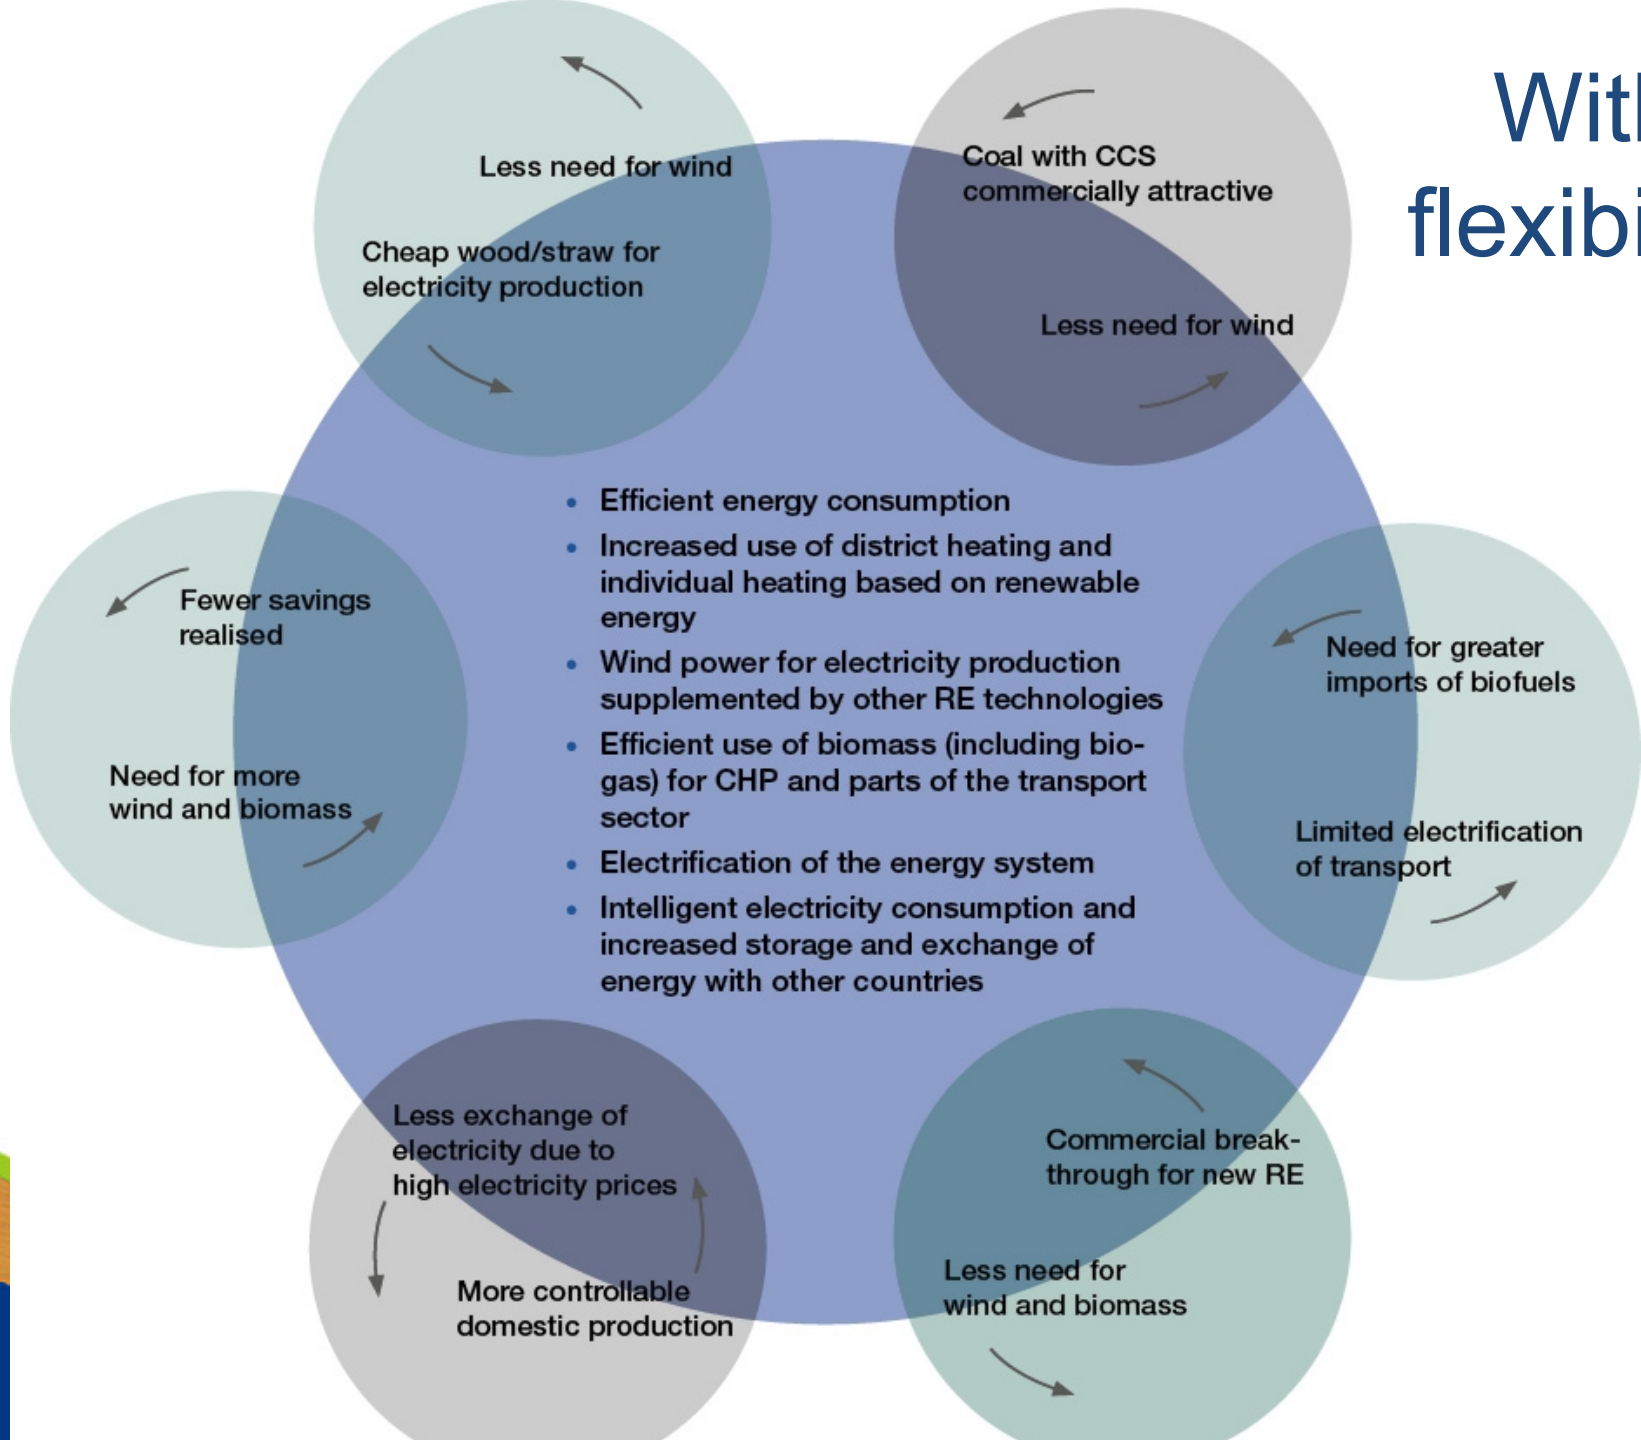 With
flexibi
Less need for wind
Cheap wood/straw for
electricity production
Coal with CCS
commercially attractive
Less need for wind
Fewer savings
realised
Need for more
wind and biomass
• Efficient energy consumption
• Increased use of district heating and
individual heating based on renewable
energy
• Wind power for electricity production
supplemented by other RE technologies
• Efficient use of biomass (including bio-
gas) for CHP and parts of the transport
sector
• Electrification of the energy system
• Intelligent electricity consumption and
increased storage and exchange of
energy with other countries
Need for greater
imports of biofuels
Limited electrification
of transport
Less exchange of
electricity due to
high electricity prices
More controllable
domestic production
Commercial break-
through for new RE
Less need for
wind and biomass